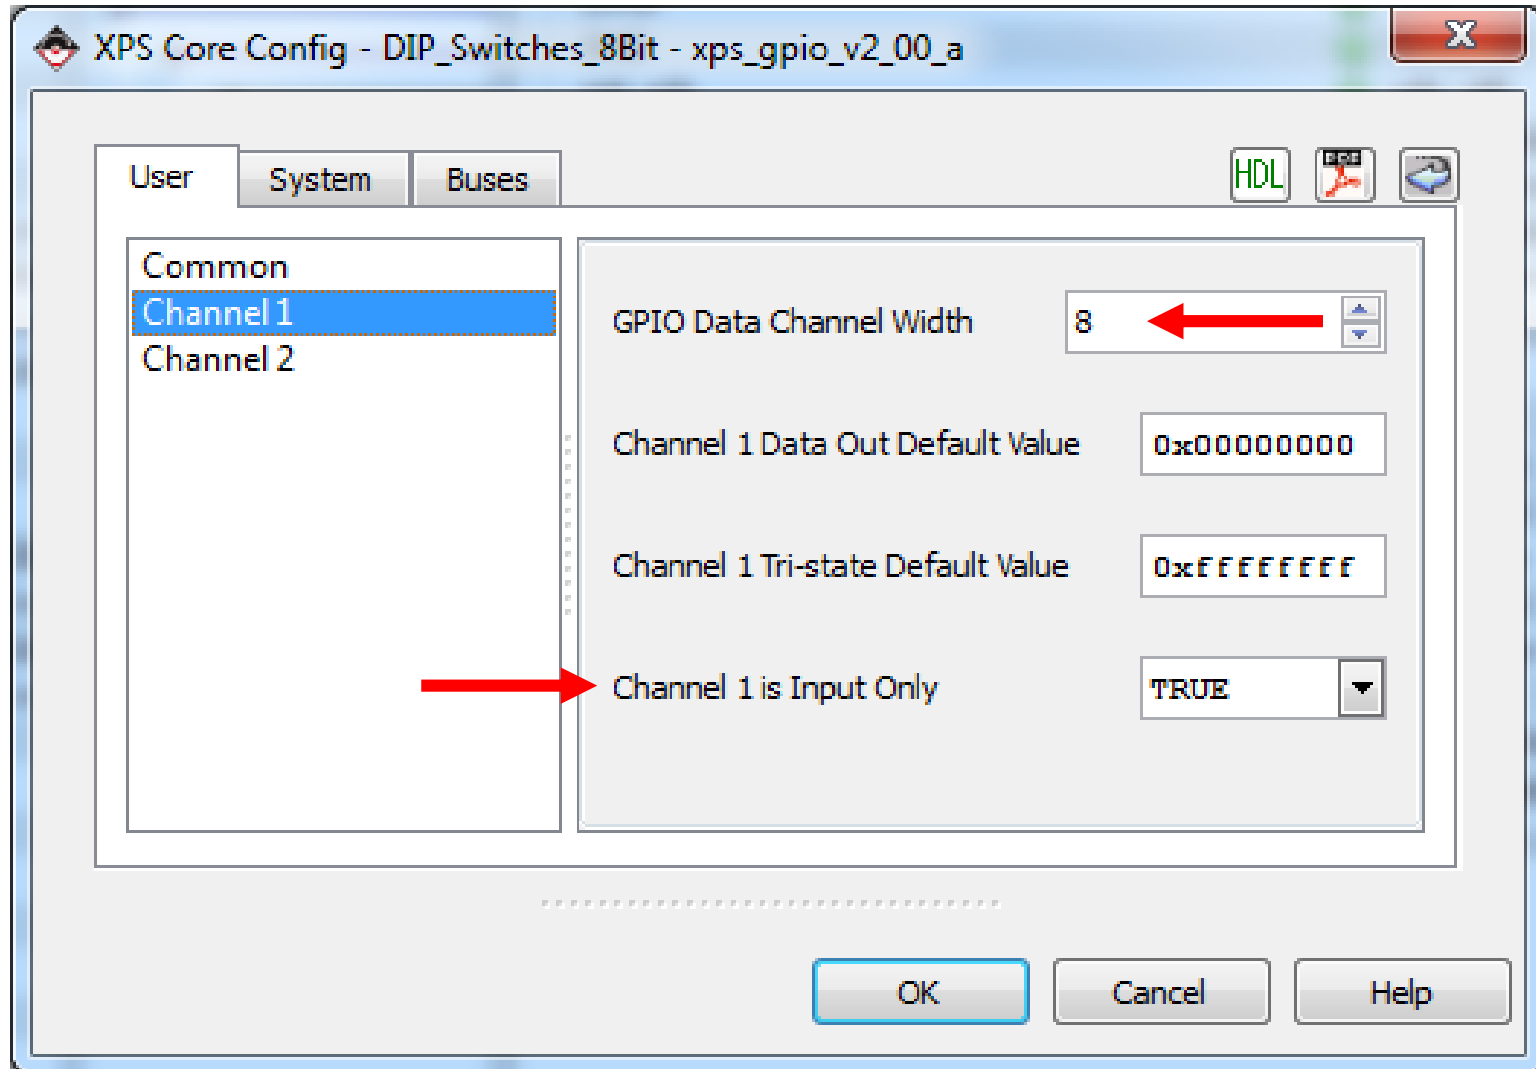 XPS Core Config - DIP_Switches_8Bit - xps_gpio_v2_00_a
X
User System Buses
HDL
PDF
Common
Channel 1
Channel 2
GPIO Data Channel Width 8
Channel 1 Data Out Default Value 0x00000000
Channel 1 Tri-state Default Value 0xffffffff
Channel 1 is Input Only TRUE
OK Cancel Help